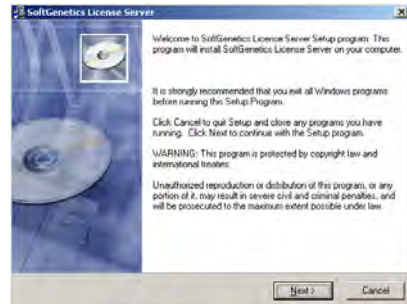 SoftGenetics License Server
Welcome to SoftGenetics License Server Setup program. This
program will install SoftGenetics License Server on your computer.
It is strongly recommended that you exit all Windows programs
before running this Setup Program.
Click Cancel to quit Setup and close any programs you have
running. Click Next to continue with the Setup program.
WARNING: This program is protected by copyright law and
international treaties.
Unauthorized reproduction or distribution of this program, or any
portion of it, may result in severe civil and criminal penalties, and
will be prosecuted to the maximum extent possible under law.
Next >
Cancel